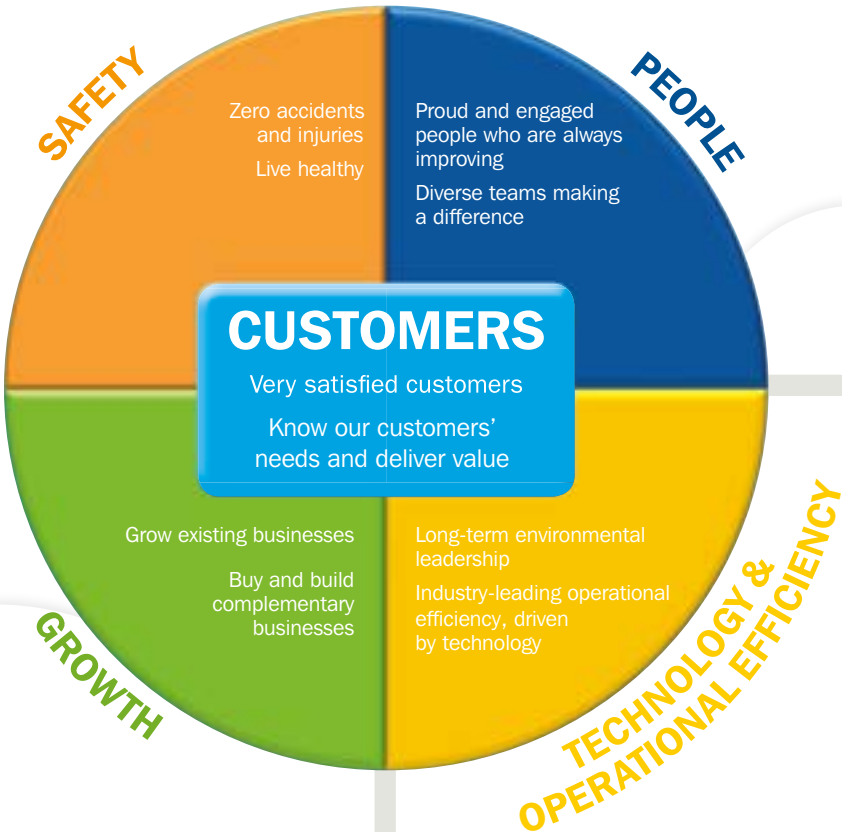 SAFETY
Zero accidents
and injuries
Live healthy
PEOPLE
Proud and engaged
people who are always
improving
Diverse teams making
a difference
CUSTOMERS
Very satisfied customers
Know our customers’
needs and deliver value
GROWTH
Grow existing businesses
Buy and build
complementary
businesses
TECHNOLOGY &
OPERATIONAL EFFICIENCY
Long-term environmental
leadership
Industry-leading operational
efficiency, driven
by technology